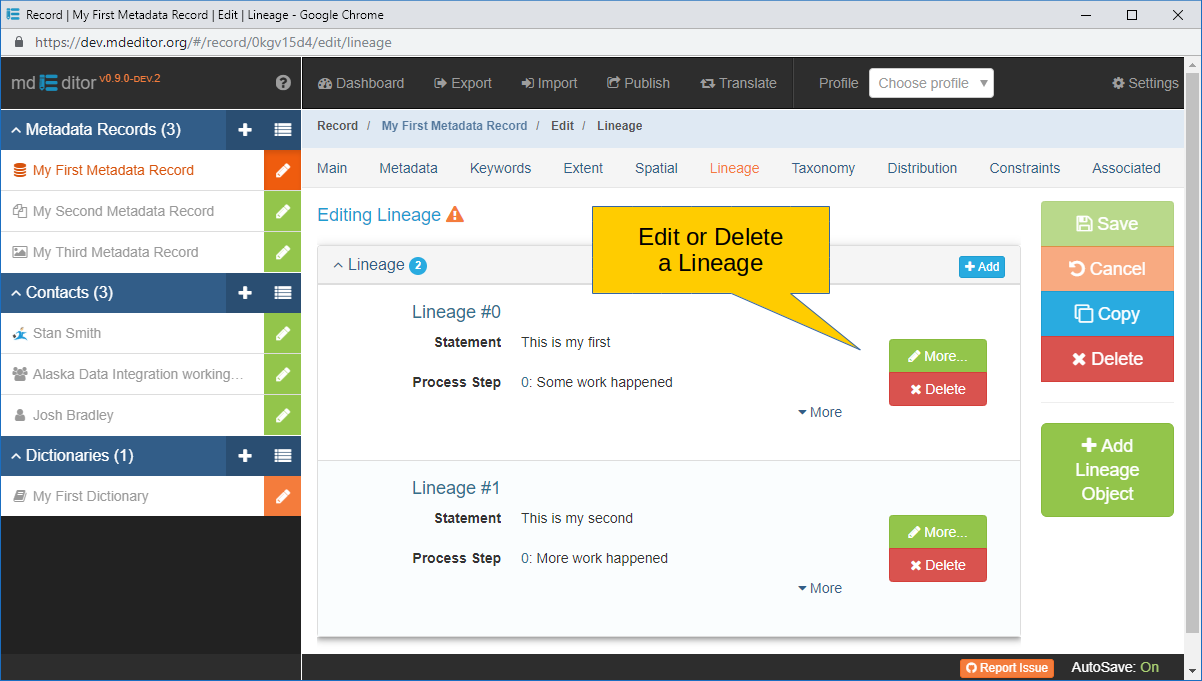 Record | My First Metadata Record | Edit | Lineage - Google Chrome
https://dev.mdeditor.org/#/record/0kgv15d4/edit/lineage
md ditor v0.9.0-DEV.2
Dashboard Export Import Publish Translate Profile Choose profile Settings
Metadata Records (3)
My First Metadata Record
My Second Metadata Record
My Third Metadata Record
Contacts (3)
Stan Smith
Alaska Data Integration working...
Josh Bradley
Dictionaries (1)
My First Dictionary
Record / My First Metadata Record / Edit / Lineage
Main Metadata Keywords Extent Spatial Lineage Taxonomy Distribution Constraints Associated
Editing Lineage
Edit or Delete
a Lineage
Lineage 2
Add
Lineage #0
Statement This is my first
Process Step 0: Some work happened
More
More...
Delete
Lineage #1
Statement This is my second
Process Step 0: More work happened
More
More...
Delete
Save
Cancel
Copy
Delete
Add
Lineage
Object
Report Issue AutoSave: On